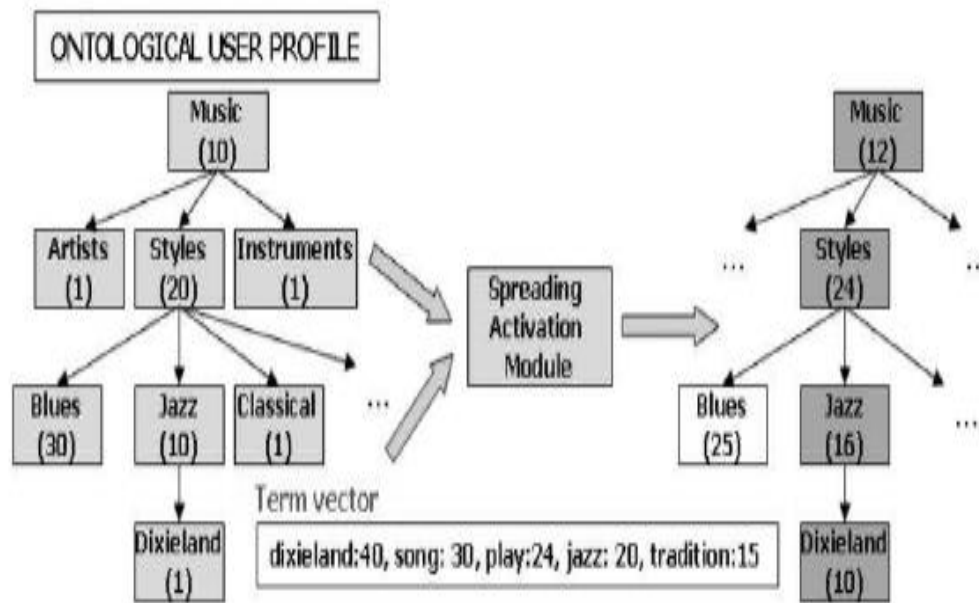 ONTOLOGICAL USER PROFILE
Music
(10)
Artists
(1)
Styles
(20)
Instruments
(1)
Blues
(30)
Jazz
(10)
Classical
(1)
...
Dixieland
(1)
Spreading
Activation
Module
Term vector
dixieland:40, song: 30, play:24, jazz: 20, tradition:15
Music
(12)
...
Styles
(24)
...
Blues
(25)
Jazz
(16)
...
Dixieland
(10)